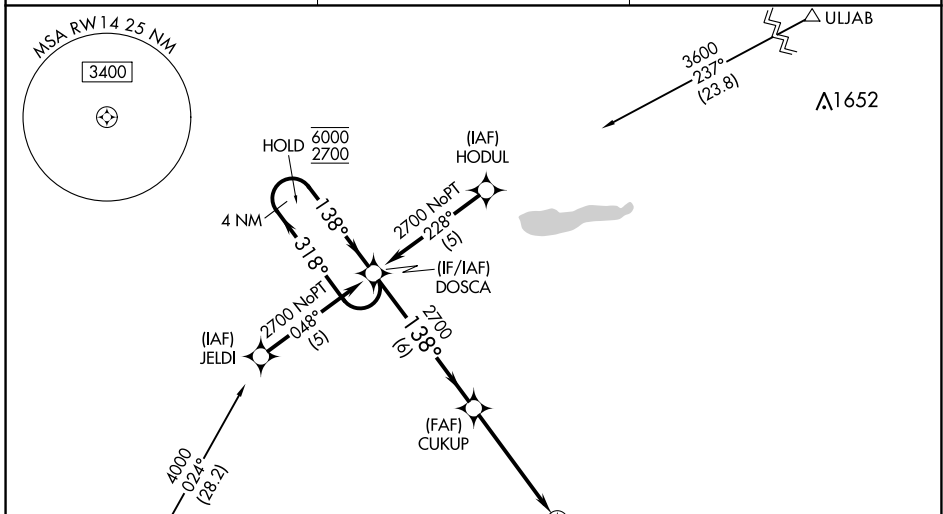 MSA RW14 25 NM
3400
ULJAB
3600
237°
(23.8)
1652
HOLD 6000
2700
4 NM
138°
318°
(IAF)
HODUL
2700 NoPT
228°
(5)
(IF/IAF)
DOSCA
2700 NoPT
048°
(5)
(IAF)
JELDI
2700
138°
(6)
(FAF)
CUKUP
4000
024°
(28.2)